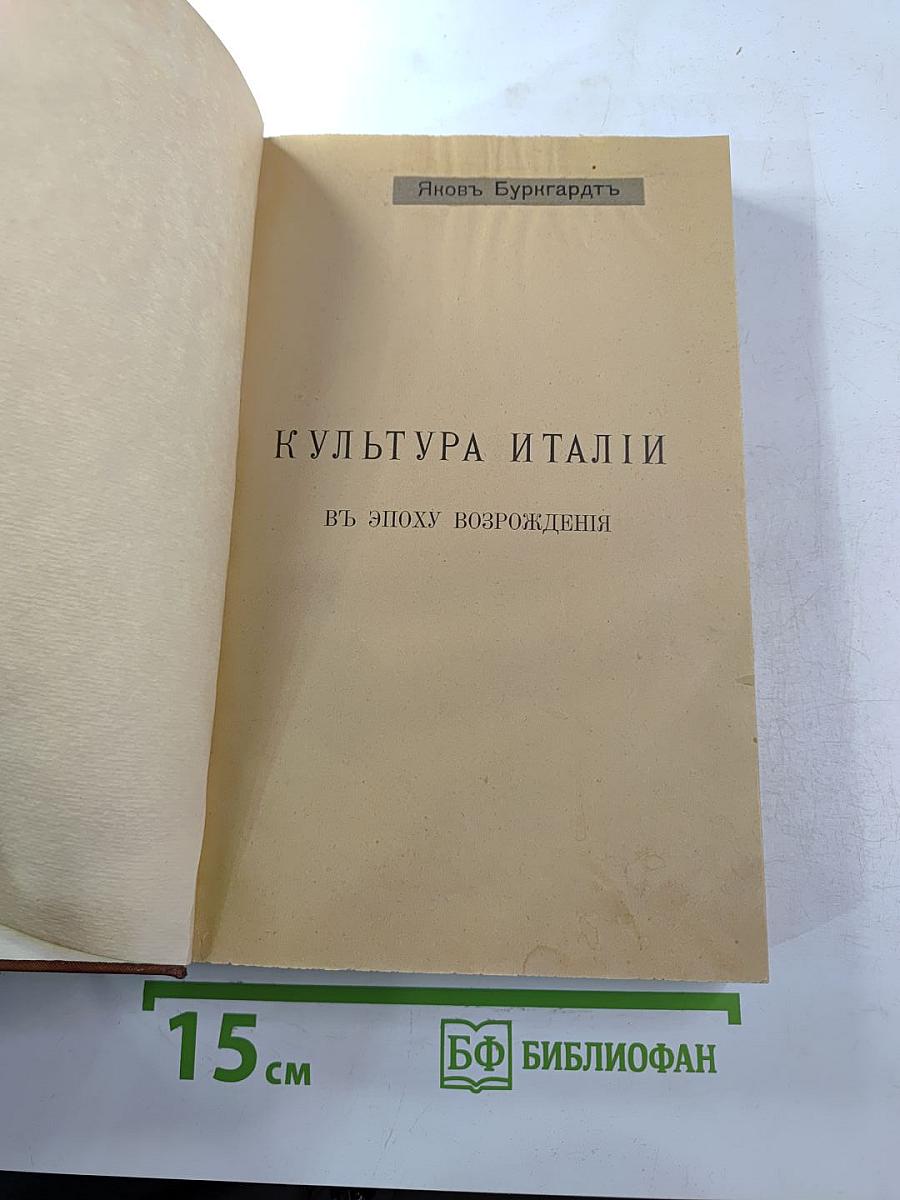 Яковъ Буркгардтъ
КУЛЬТУРА ИТАЛІИ
ВЪ ЭПОХУ ВОЗРОЖДЕНІЯ
15 см
БФ БИБЛИОФАН